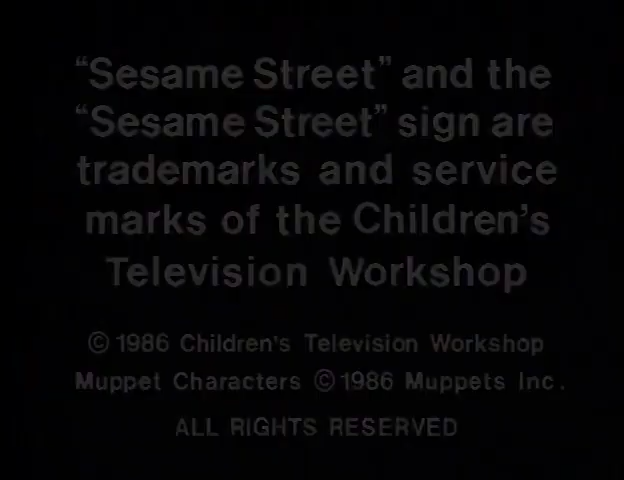 “Sesame Street” and the
“Sesame Street” sign are
trademarks and service
marks of the Children’s
Television Workshop
© 1986 Children's Television Workshop
Muppet Characters © 1986 Muppets Inc.
ALL RIGHTS RESERVED